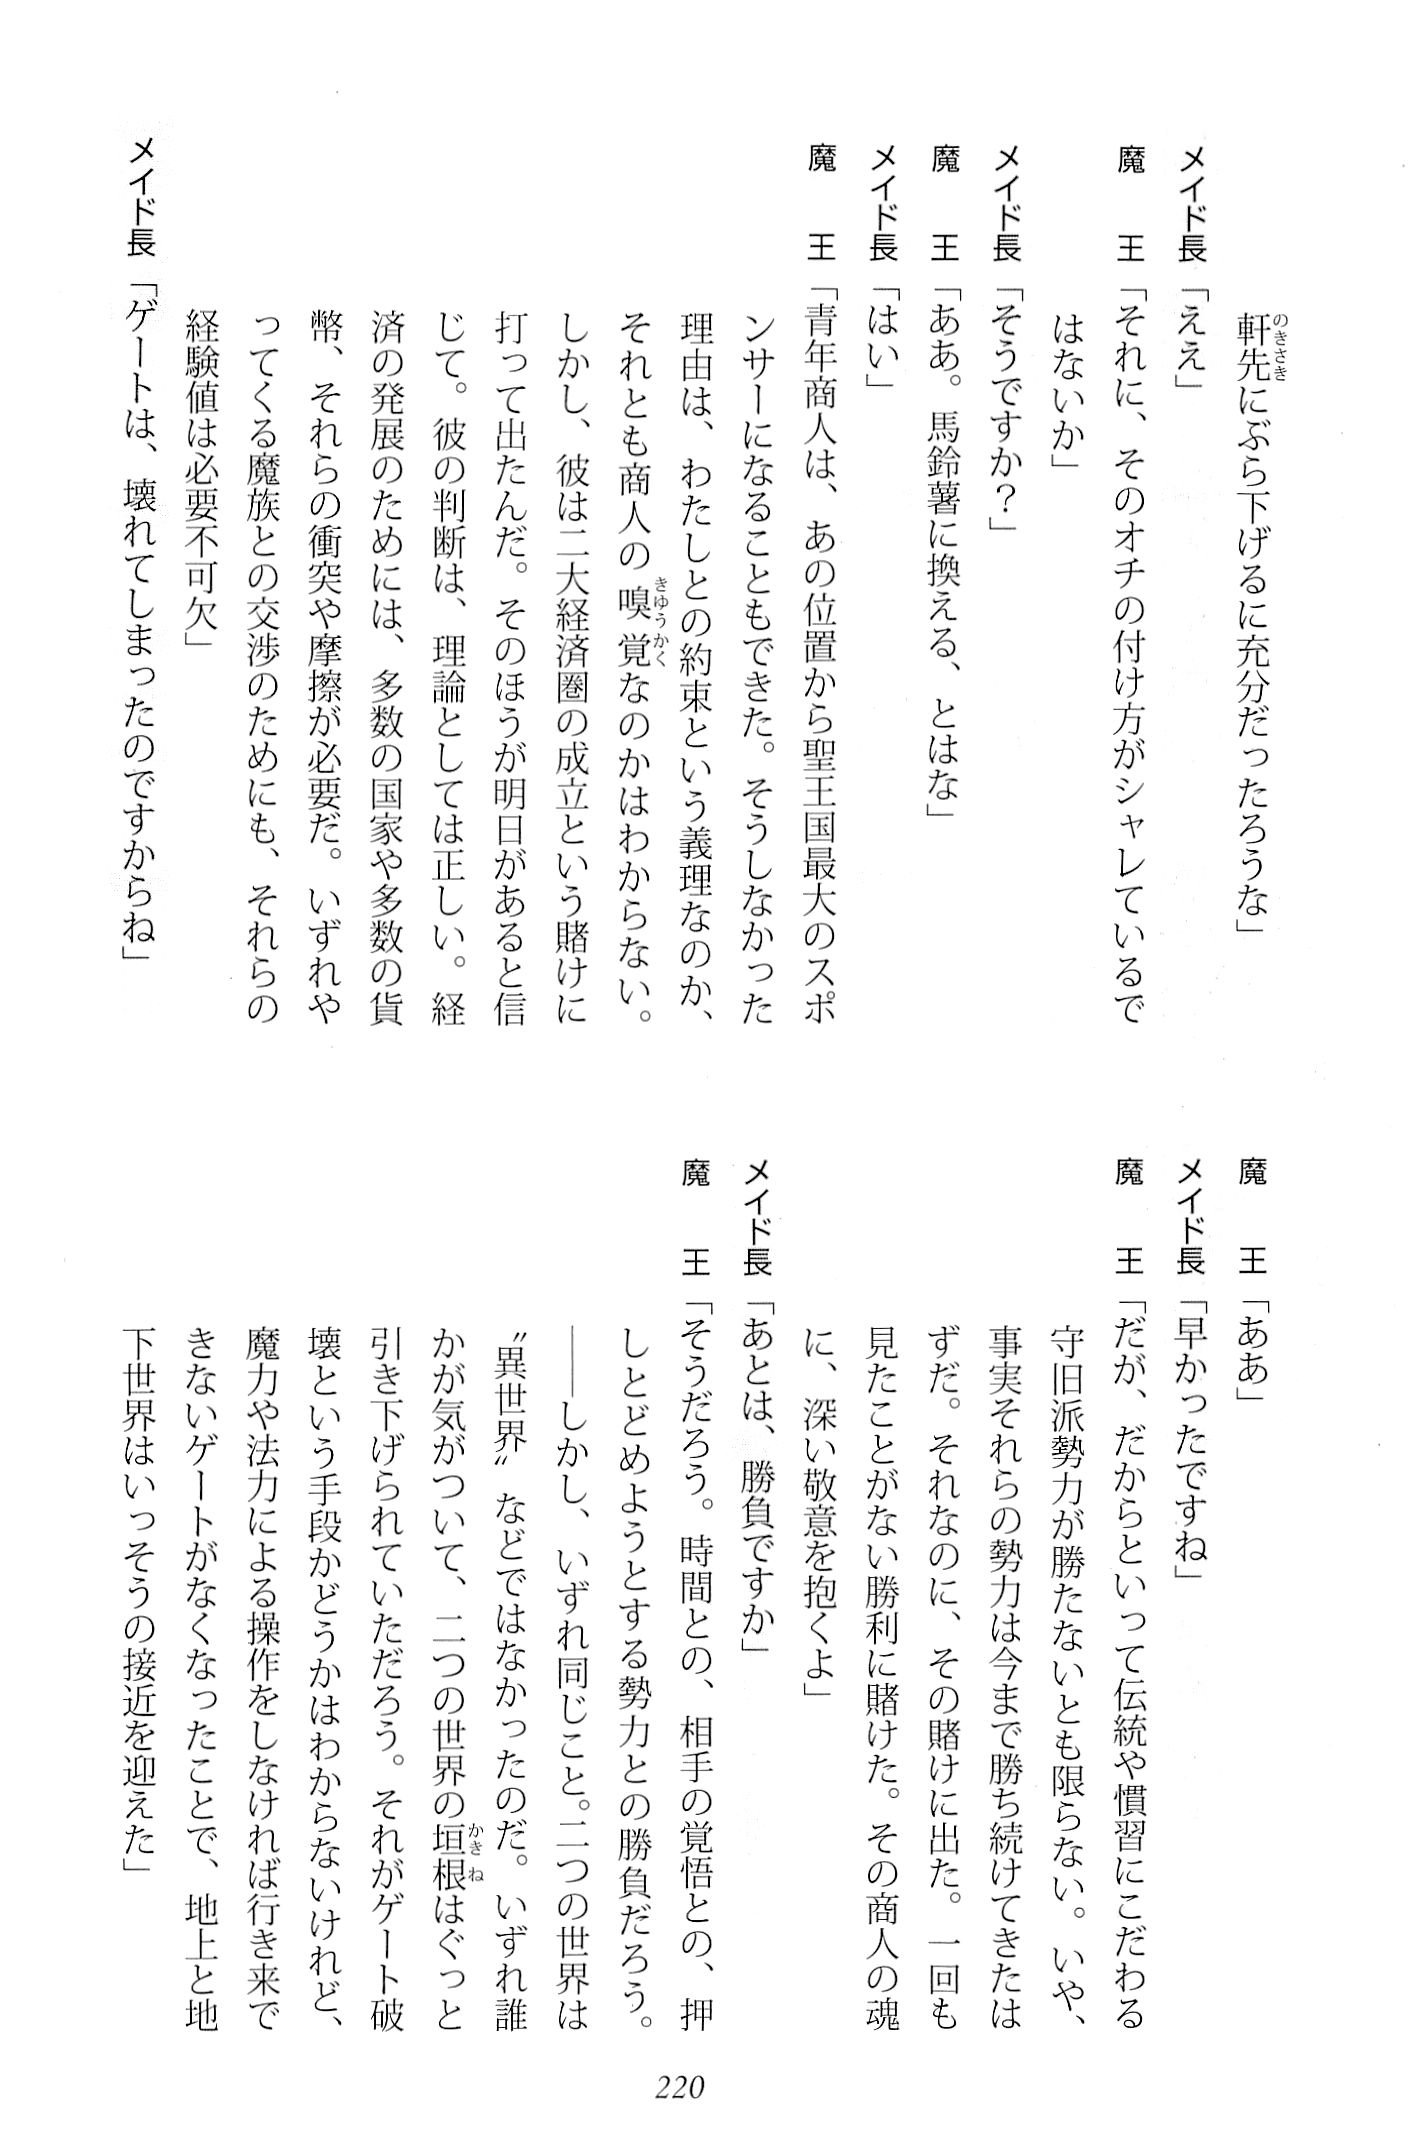 軒先にぶら下げるに充分だったろうな」
メイド長「ええ」
魔　王「それに、そのオチの付け方がシャレているで
はないか」
メイド長「そうですか？」
魔　王「ああ。馬鈴薯に換える、とはな」
メイド長「はい」
魔　王「青年商人は、あの位置から聖王国最大のスポ
ンサーになることもできた。そうしなかった
理由は、わたしとの約束という義理なのか、
それとも商人の嗅覚なのかはわからない。
しかし、彼は二大経済圏の成立という賭けに
打って出たんだ。そのほうが明日があると信
じて。彼の判断は、理論としては正しい。経
済の発展のためには、多数の国家や多数の貨
幣、それらの衝突や摩擦が必要だ。いずれや
ってくる魔族との交渉のためにも、それらの
経験値は必要不可欠」
メイド長「ゲートは、壊れてしまったのですからね」
魔　王「ああ」
メイド長「早かったですね」
魔　王「だが、だからといって伝統や慣習にこだわる
守旧派勢力が勝たないとも限らない。いや、
事実それらの勢力は今まで勝ち続けてきたは
ずだ。それなのに、その賭けに出た。一回も
見たことがない勝利に賭けた。その商人の魂
に、深い敬意を抱くよ」
メイド長「あとは、勝負ですか」
魔　王「そうだろう。時間との、相手の覚悟との、押
しとどめようとする勢力との勝負だろう。
――しかし、いずれ同じこと。二つの世界は
〝異世界〟などではなかったのだ。いずれ誰
かが気がついて、二つの世界の垣根はぐっと
引き下げられていただろう。それがゲート破
壊という手段かどうかはわからないけれど、
魔力や法力による操作をしなければ行き来で
きないゲートがなくなったことで、地上と地
下世界はいっそうの接近を迎えた」
220